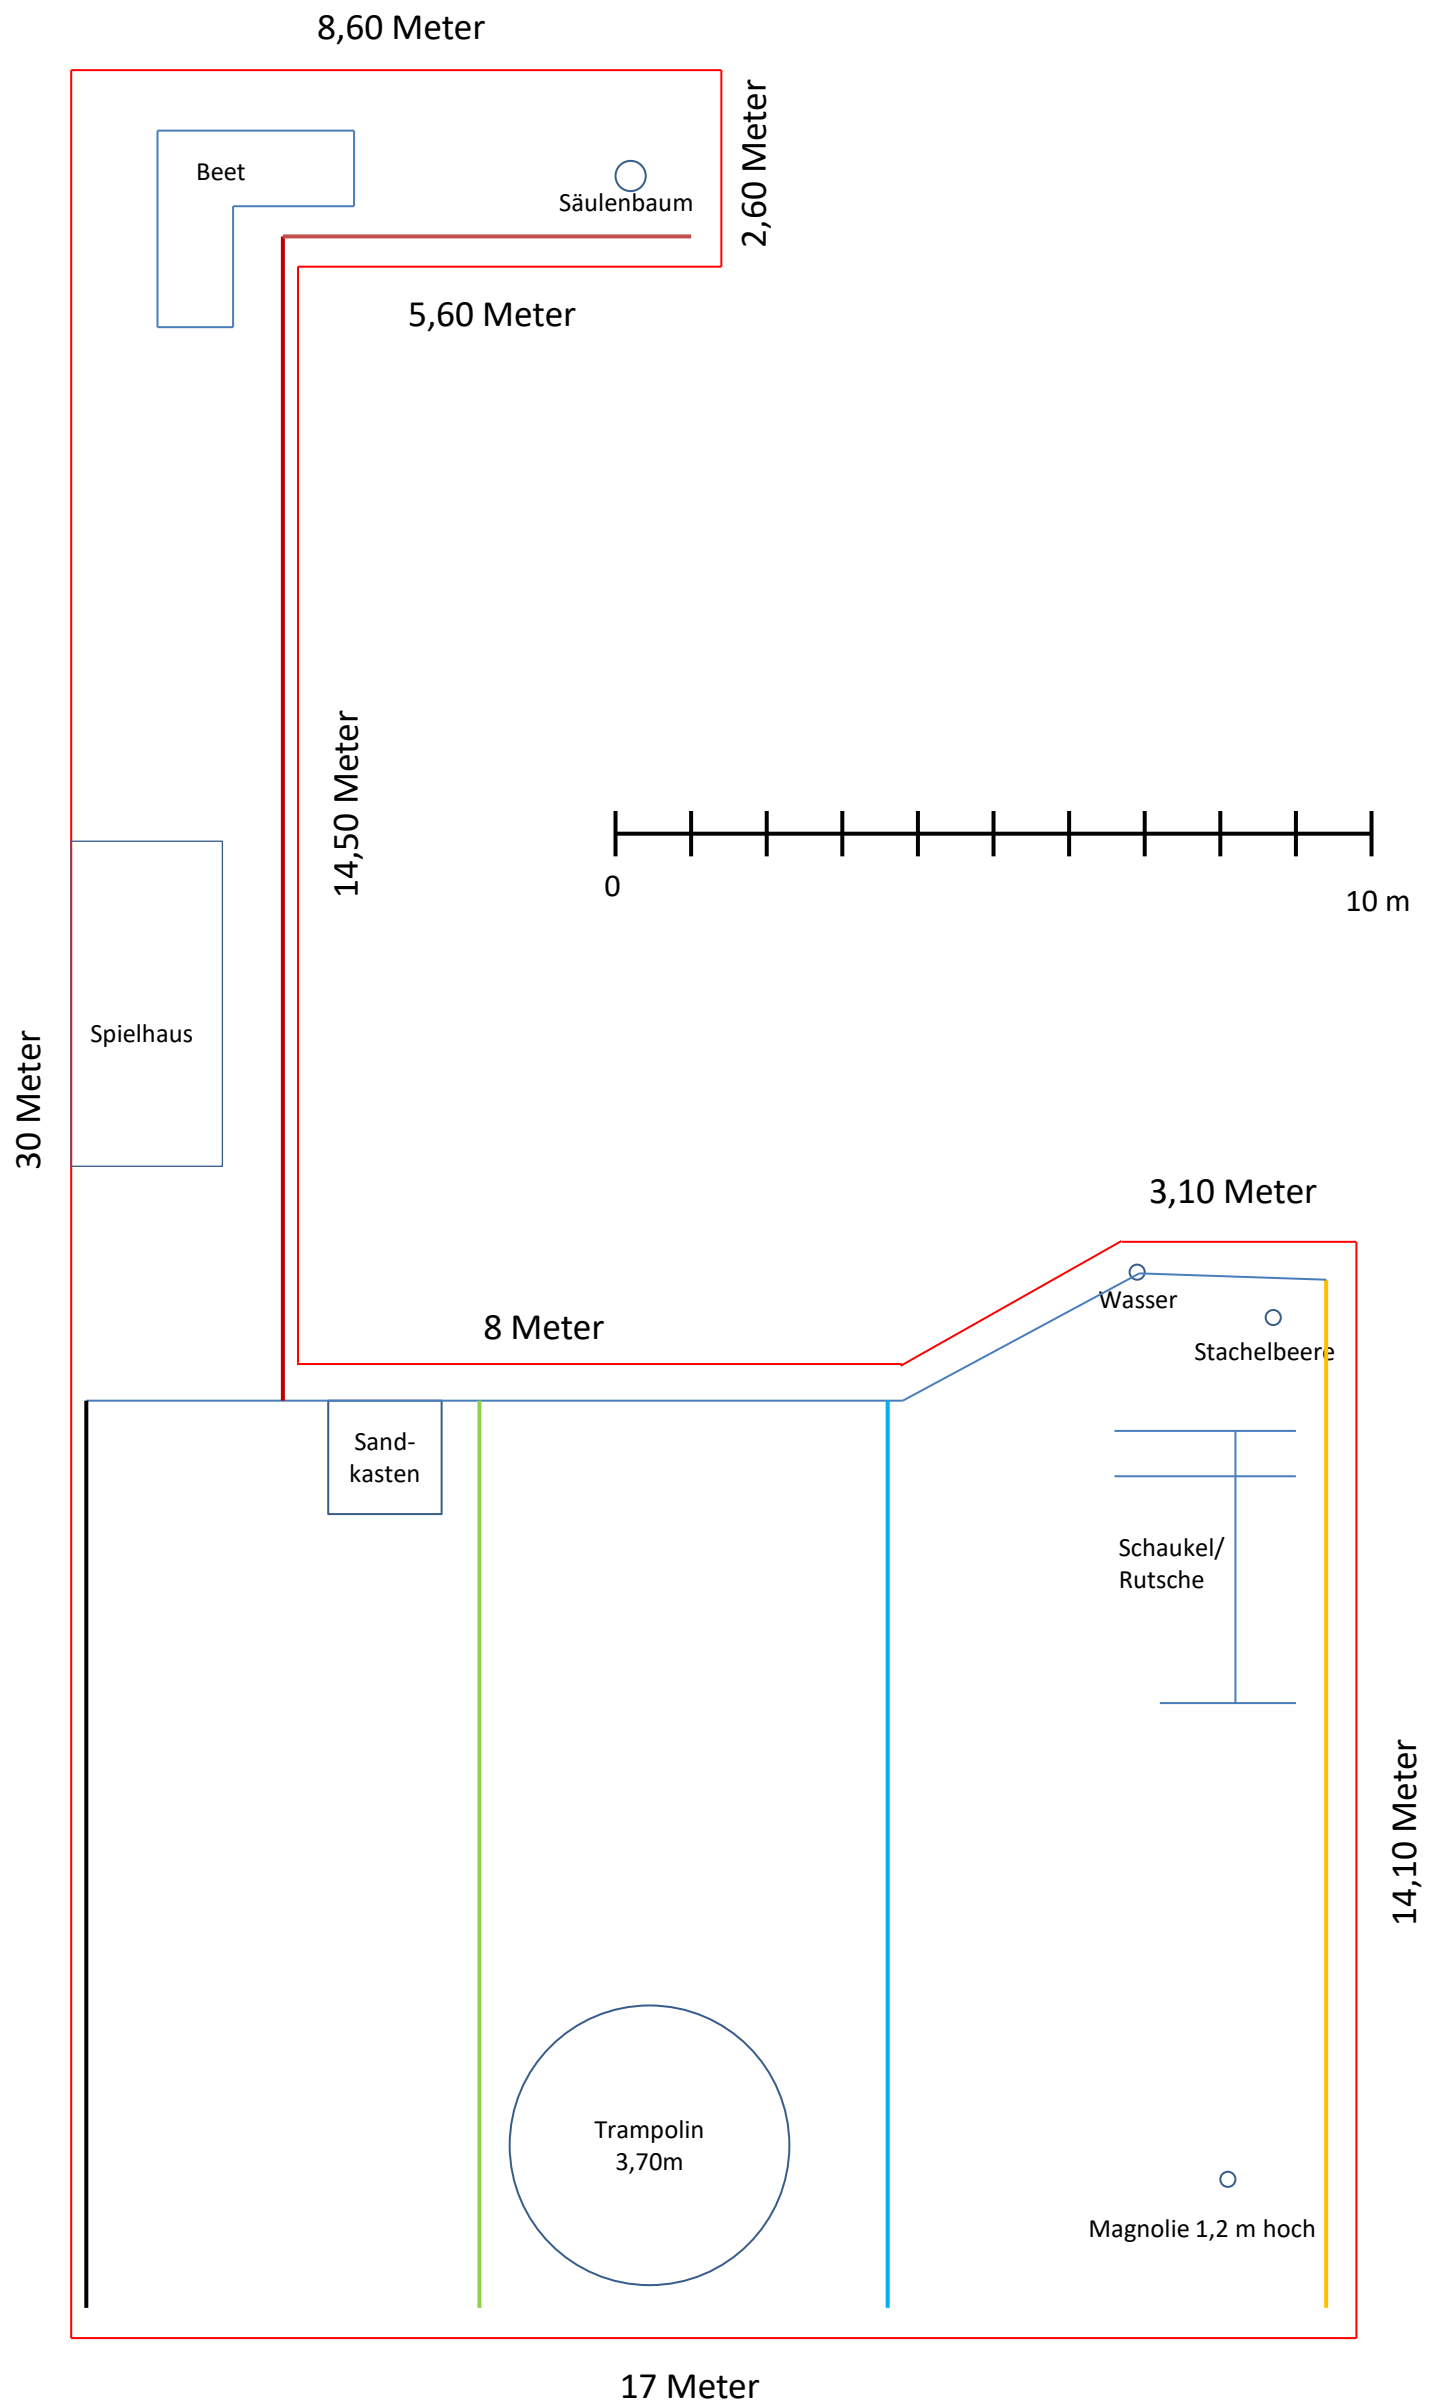 8,60 Meter
2,60 Meter
Beet
Säulenbaum
5,60 Meter
14,50 Meter
0
10 m
Spielhaus
30 Meter
3,10 Meter
Wasser
8 Meter
Stachelbeere
Sand-
kasten
Schaukel/
Rutsche
14,10 Meter
Trampolin
3,70m
Magnolie 1,2 m hoch
17 Meter